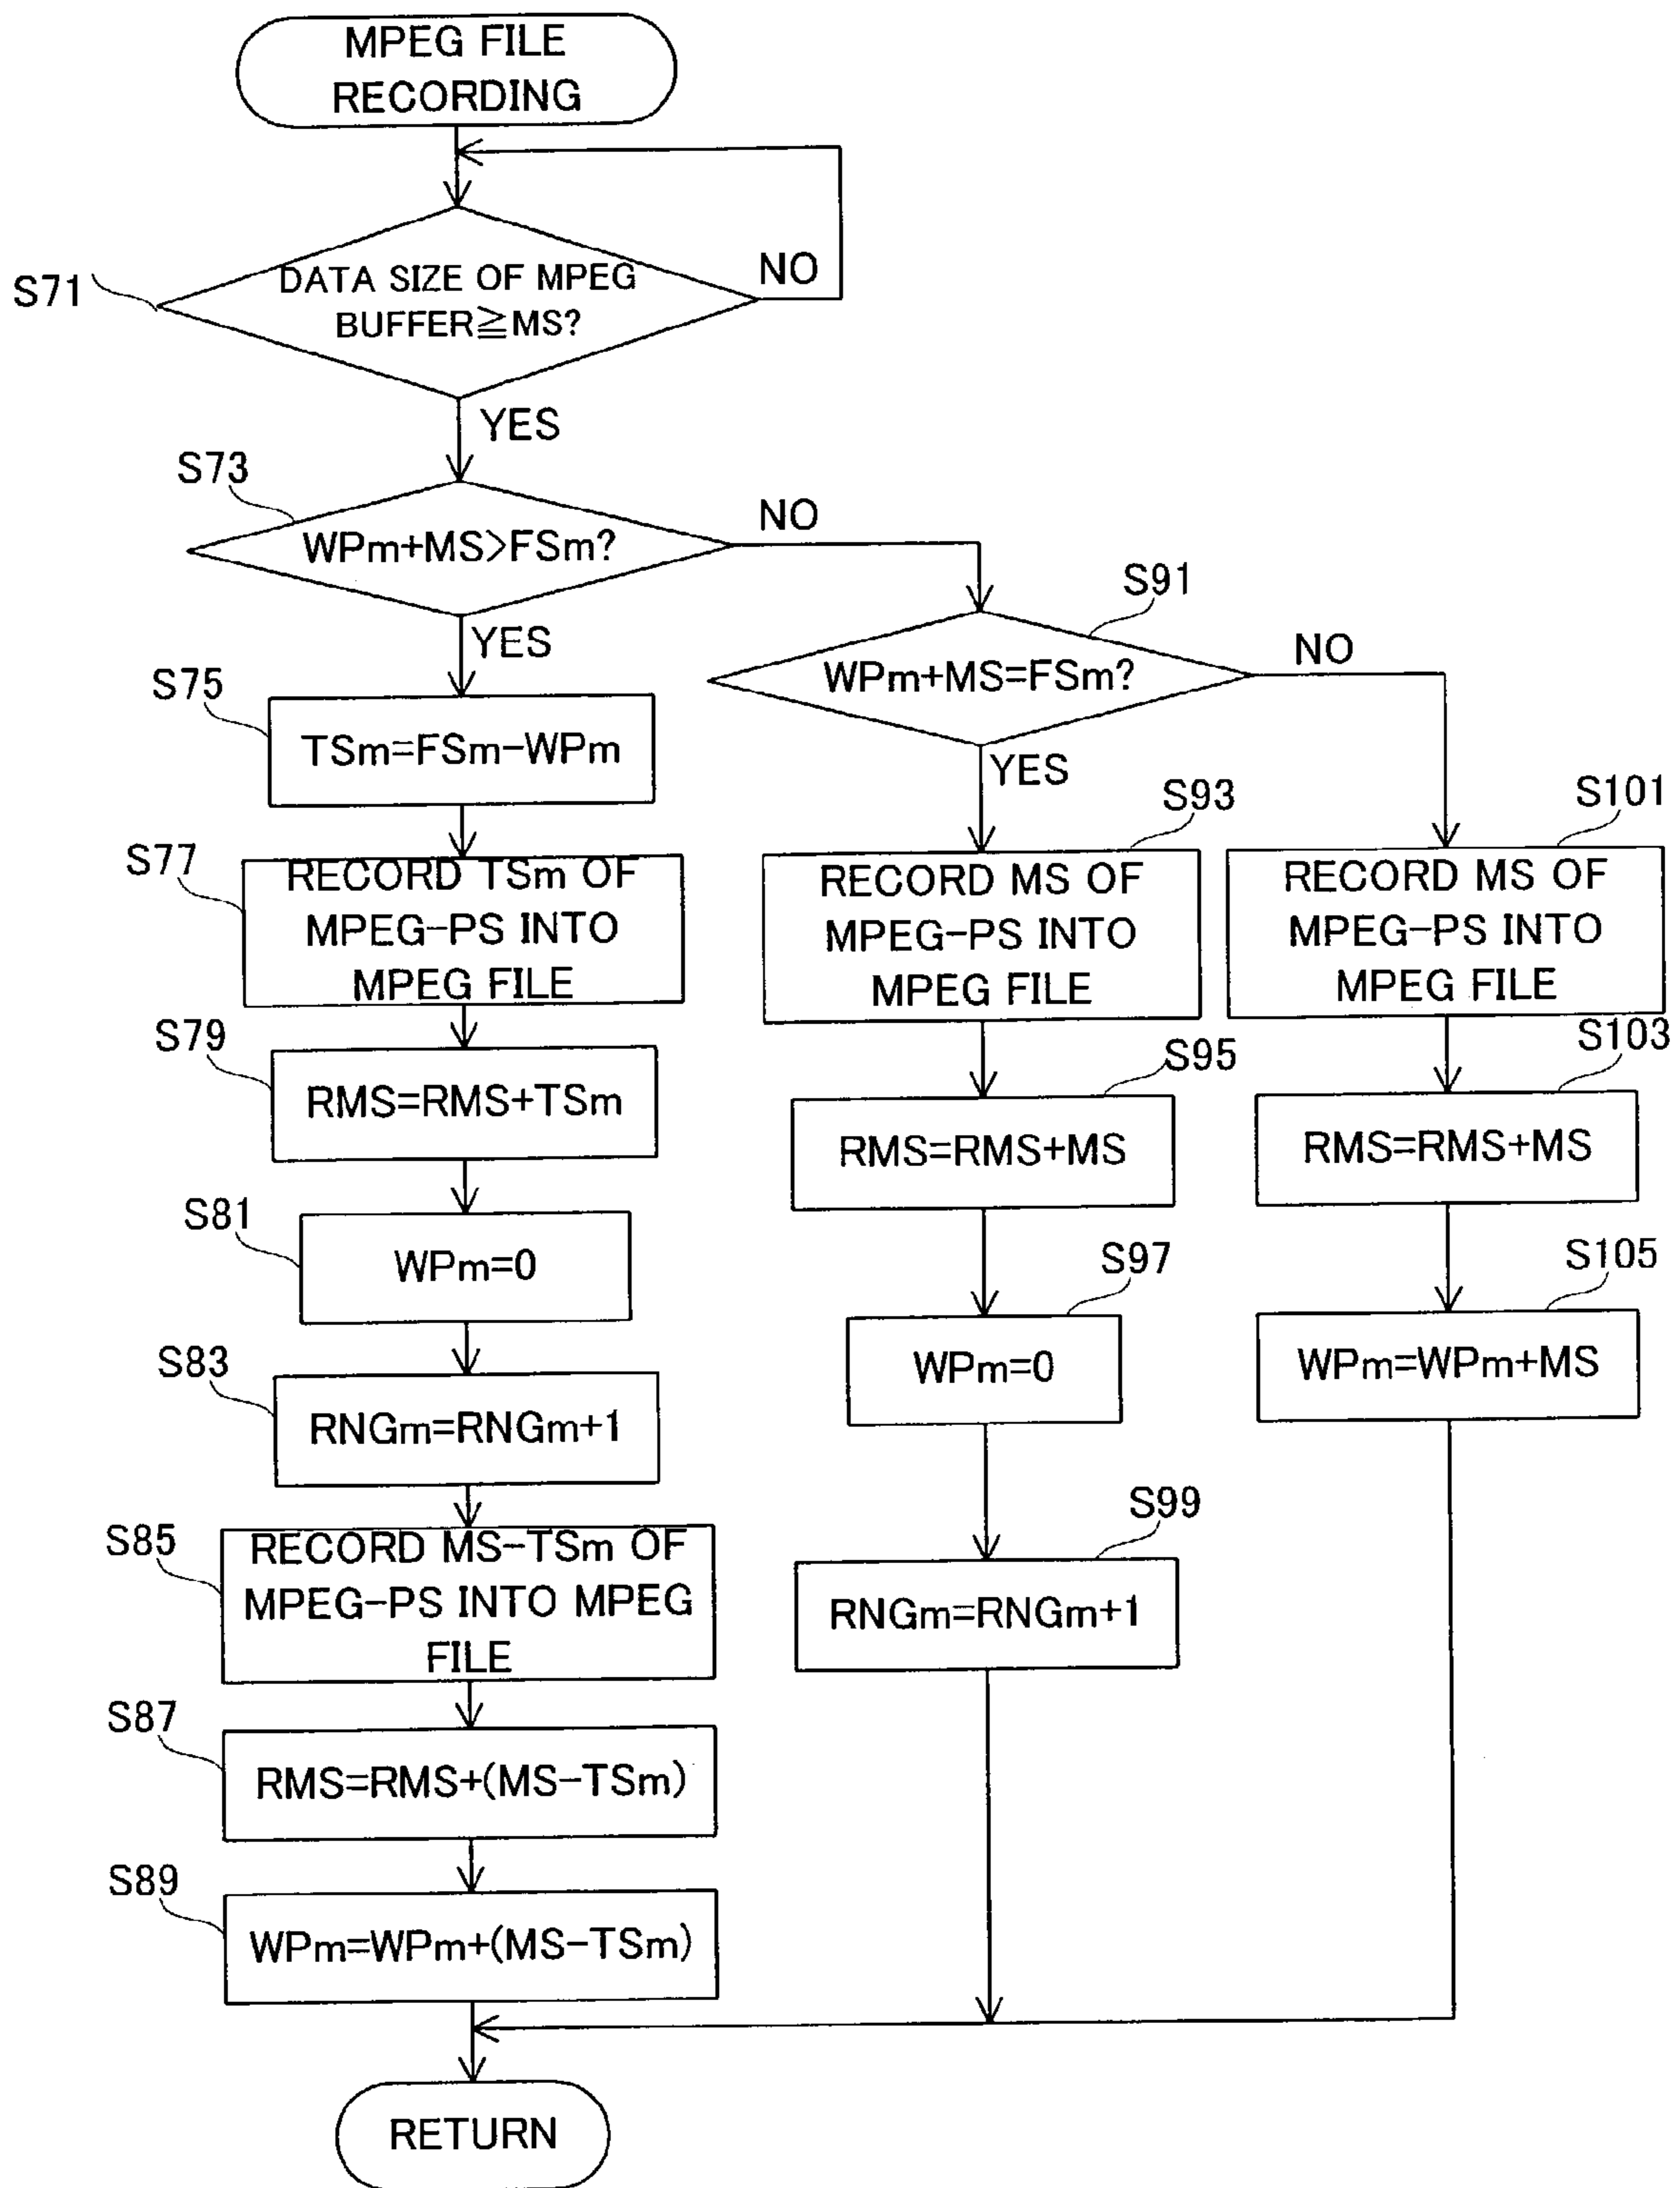 MPEG FILE
RECORDING
S71
DATA SIZE OF MPEG
BUFFER≧MS?
NO
YES
S73
WPm+MS>FSm?
NO
YES
S91
WPm+MS=FSm?
NO
YES
S75
TSm=FSm-WPm
S77
RECORD TSm OF
MPEG-PS INTO
MPEG FILE
S79
RMS=RMS+TSm
S81
WPm=0
S83
RNGm=RNGm+1
S85
RECORD MS-TSm OF
MPEG-PS INTO MPEG
FILE
S87
RMS=RMS+(MS-TSm)
S89
WPm=WPm+(MS-TSm)
S93
RECORD MS OF
MPEG-PS INTO
MPEG FILE
S95
RMS=RMS+MS
S97
WPm=0
S99
RNGm=RNGm+1
S101
RECORD MS OF
MPEG-PS INTO
MPEG FILE
S103
RMS=RMS+MS
S105
WPm=WPm+MS
RETURN